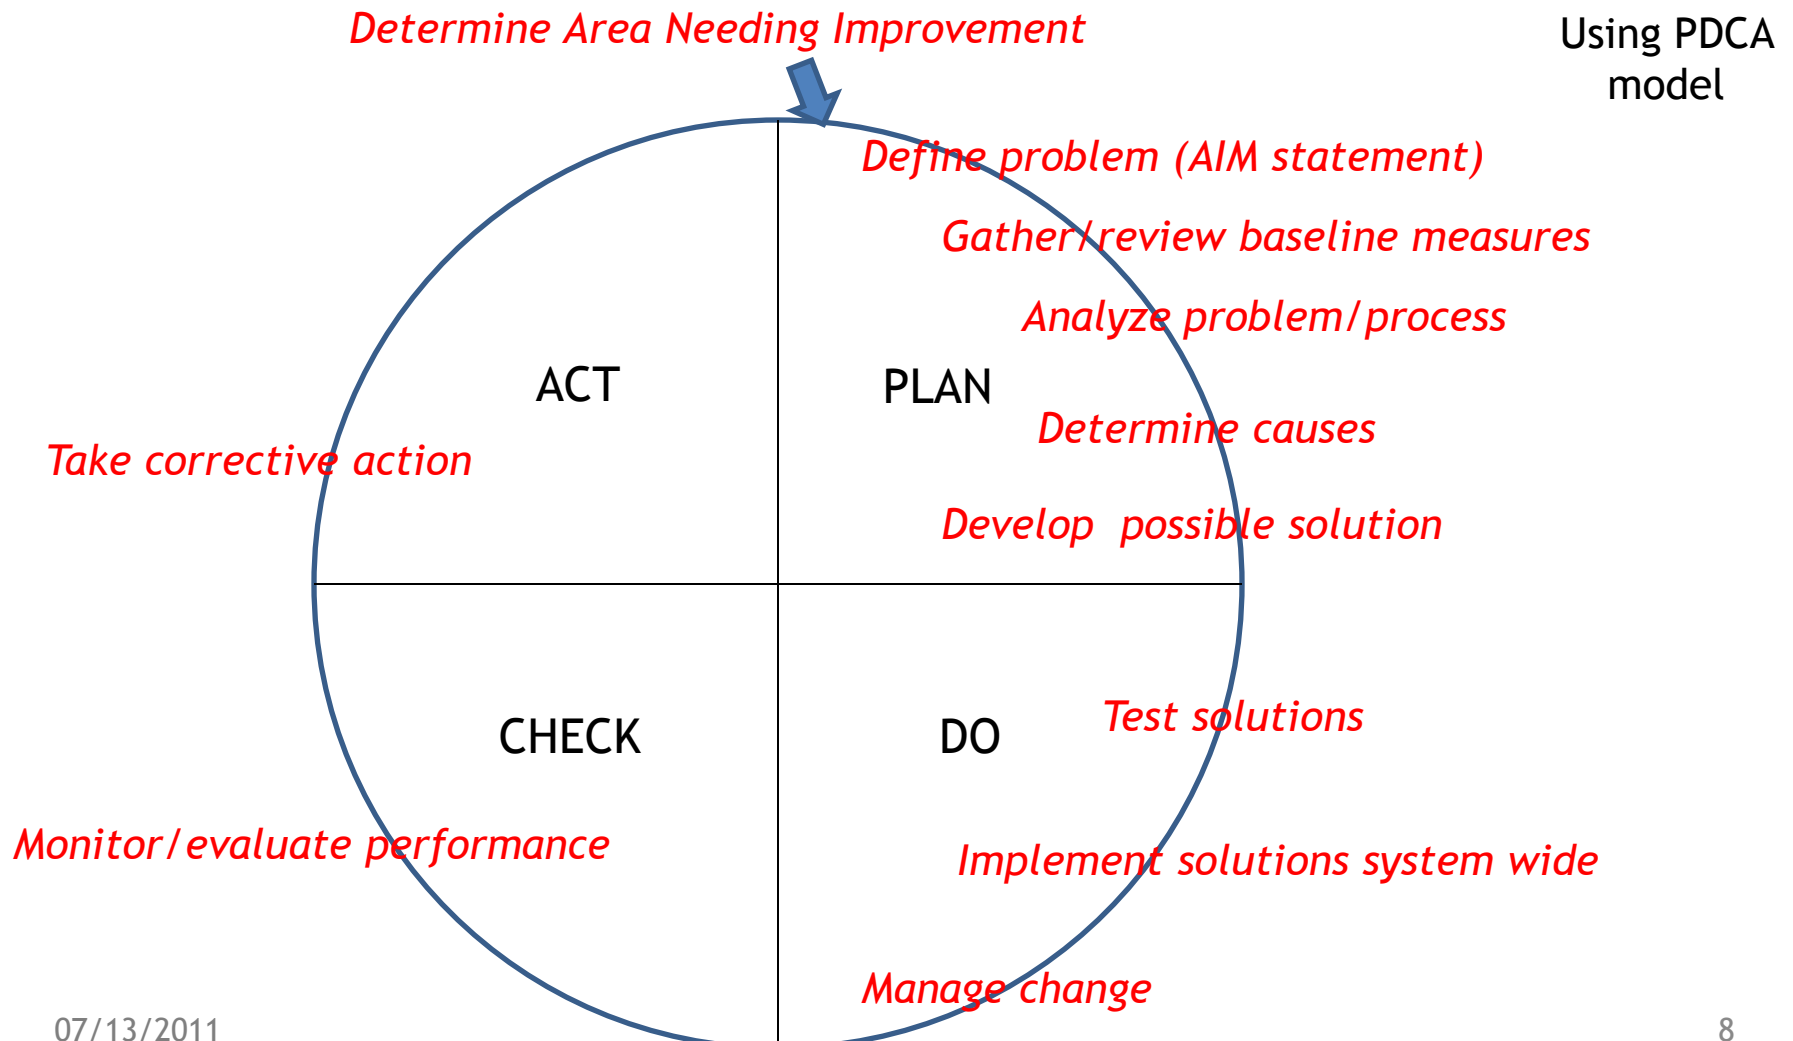 Determine Area Needing Improvement
Using PDCA
model
Define problem (AIM statement)
Gather/review baseline measures
Analyze problem/process
ACT
PLAN
Determine causes
Take corrective action
Develop  possible solution
CHECK
DO
Test solutions
Monitor/evaluate performance
Implement solutions system wide
Manage change
07/13/2011
8